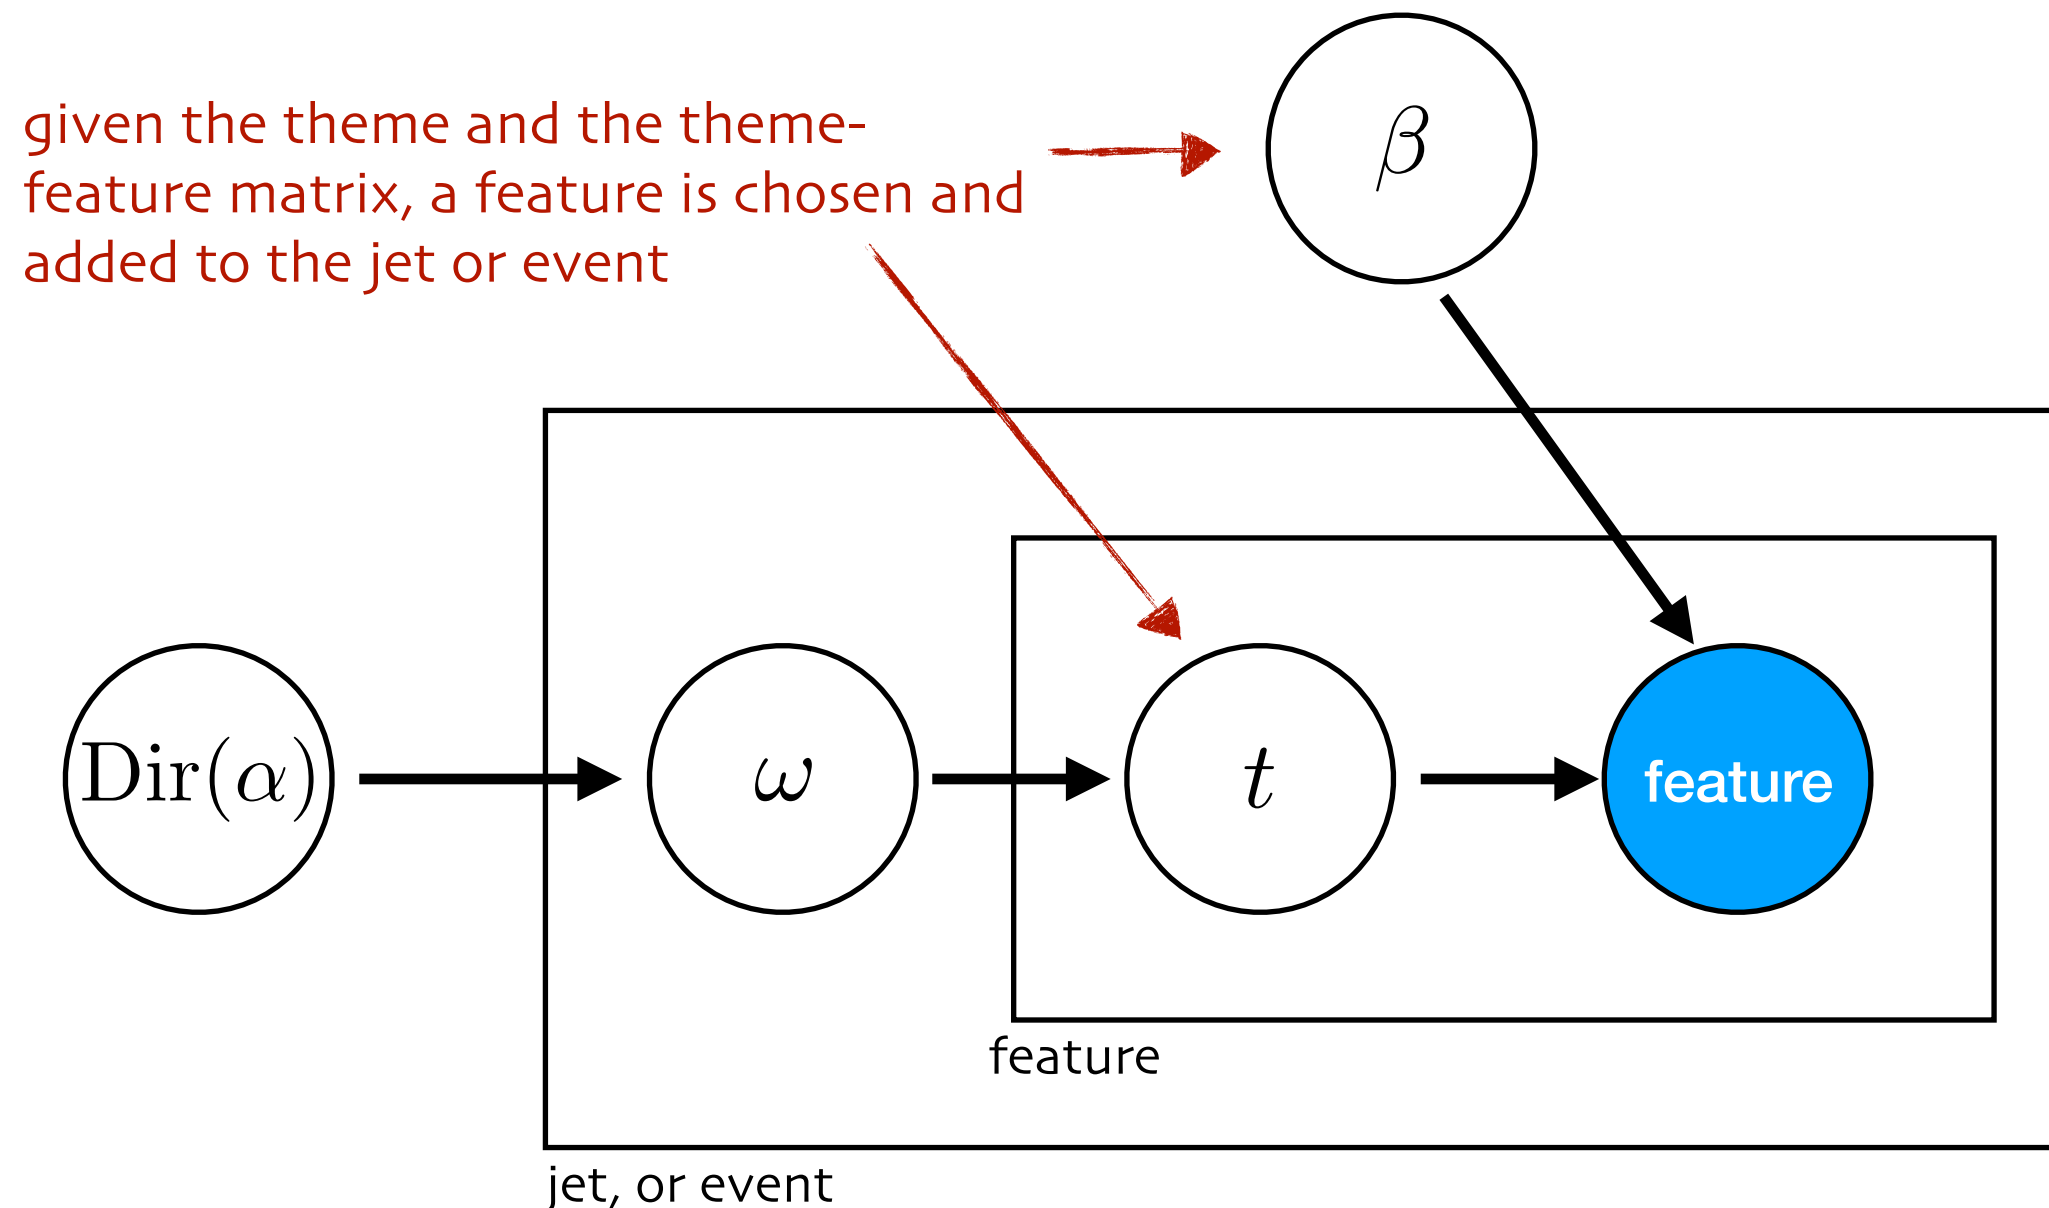 given the theme and the theme-
feature matrix, a feature is chosen and
added to the jet or event
β
Dir(α)
ω
t
feature
feature
jet, or event